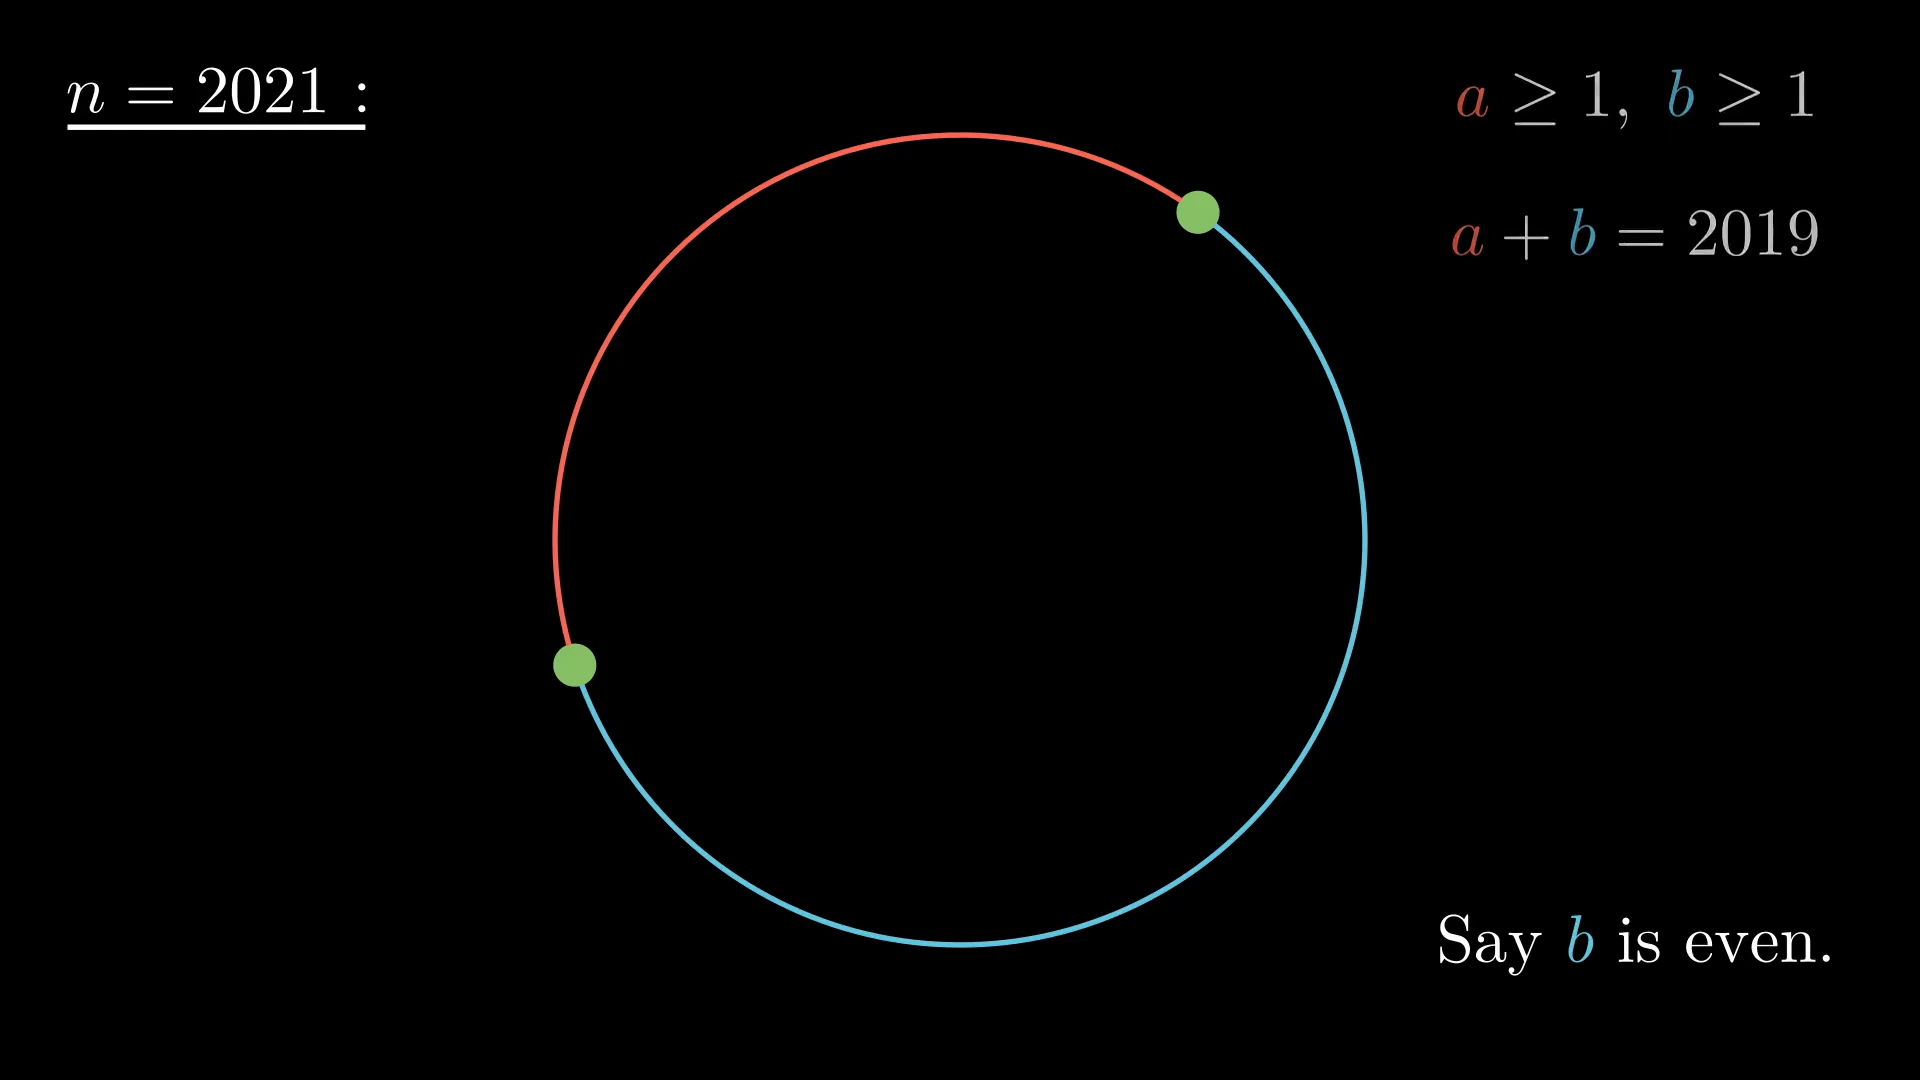 n = 2021 :
a ≥ 1, b ≥ 1
a + b = 2019
Say b is even.